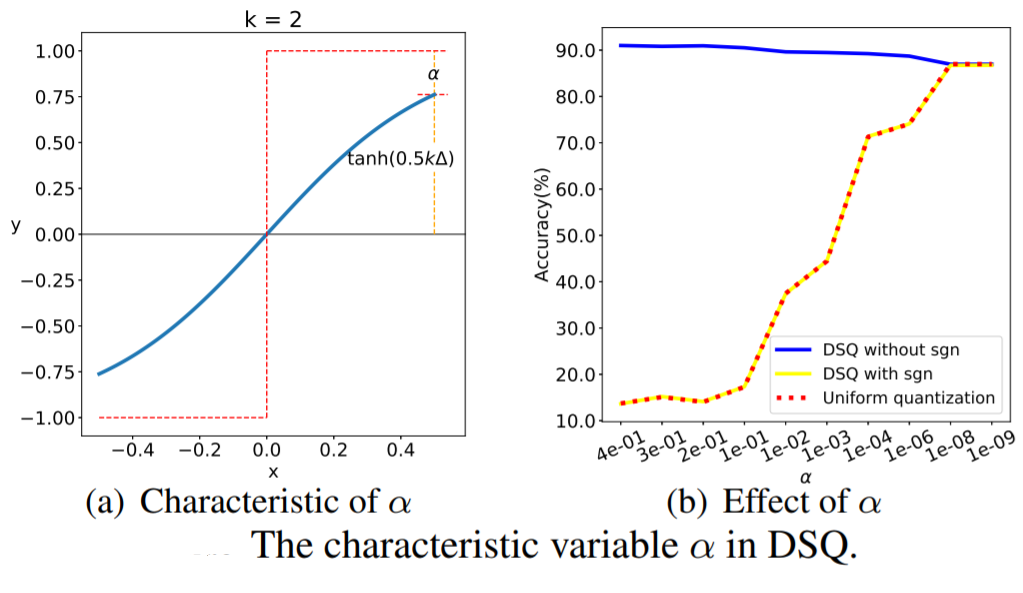 k = 2
1.00
0.75
0.50
0.25
0.00
−0.25
−0.50
−0.75
−1.00
y
α
tanh(0.5kΔ)
−0.4 −0.2 0.0 0.2 0.4
x
(a) Characteristic of α
90.0
80.0
70.0
60.0
50.0
40.0
30.0
20.0
10.0
Accuracy(%)
DSQ without sgn
DSQ with sgn
Uniform quantization
4e-01 3e-01 2e-01 1e-01 1e-02 1e-03 1e-04 1e-06 1e-08 1e-09
α
(b) Effect of α
The characteristic variable α in DSQ.